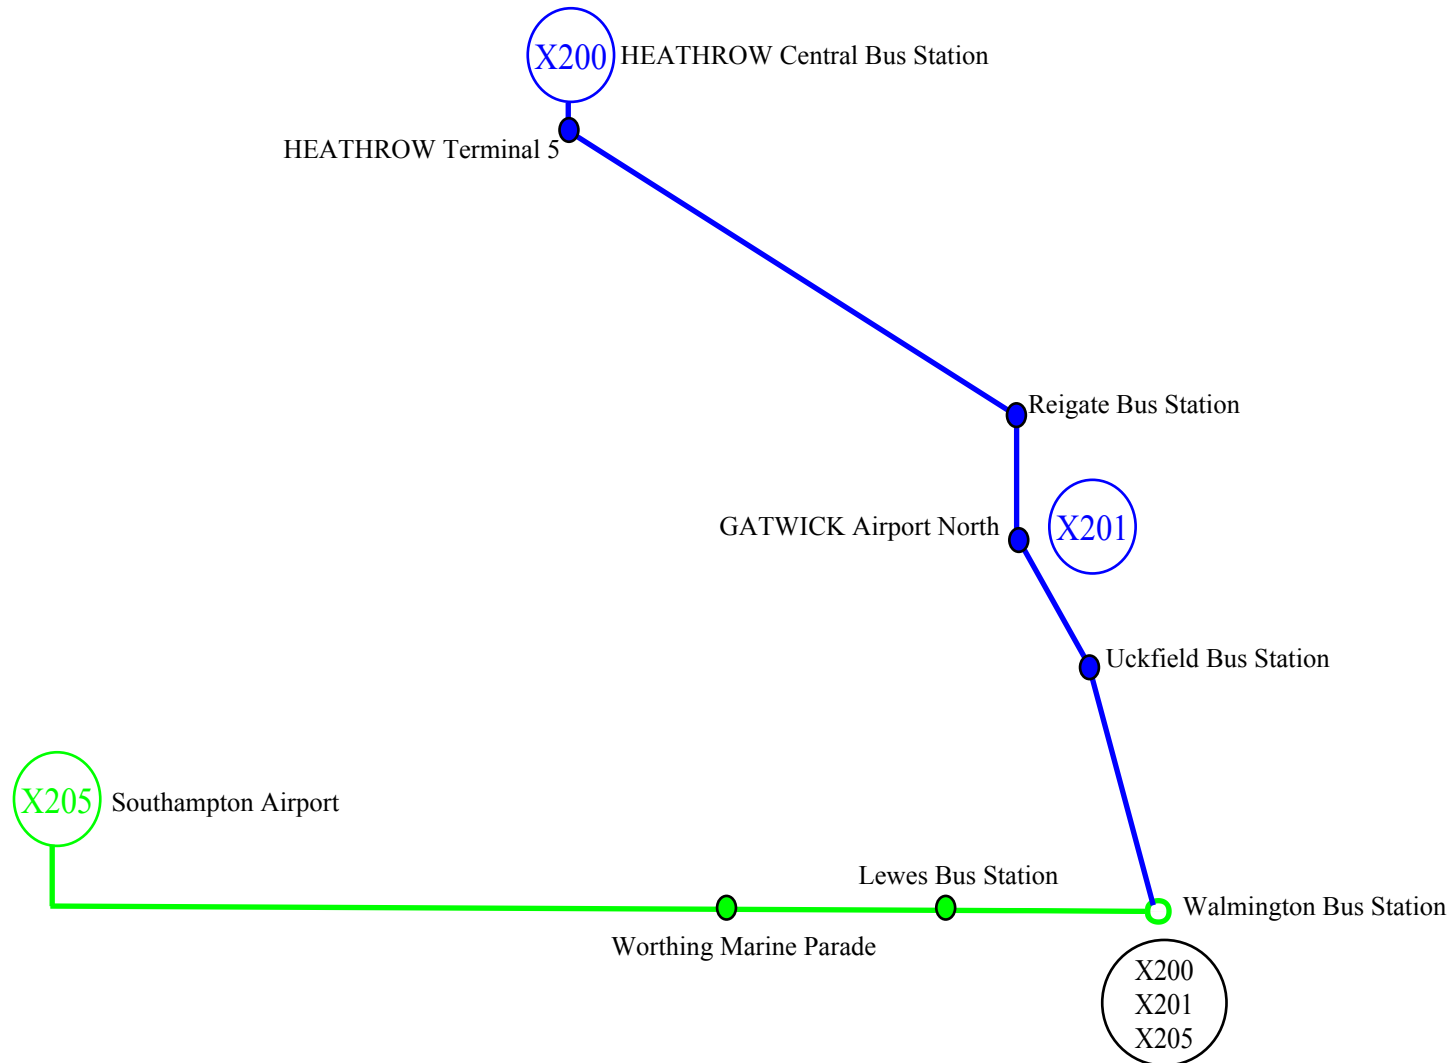 X200
HEATHROW Central Bus Station
HEATHROW Terminal 5
Reigate Bus Station
GATWICK Airport North
X201
Uckfield Bus Station
X205
Southampton Airport
Lewes Bus Station
Walmington Bus Station
Worthing Marine Parade
X200
X201
X205